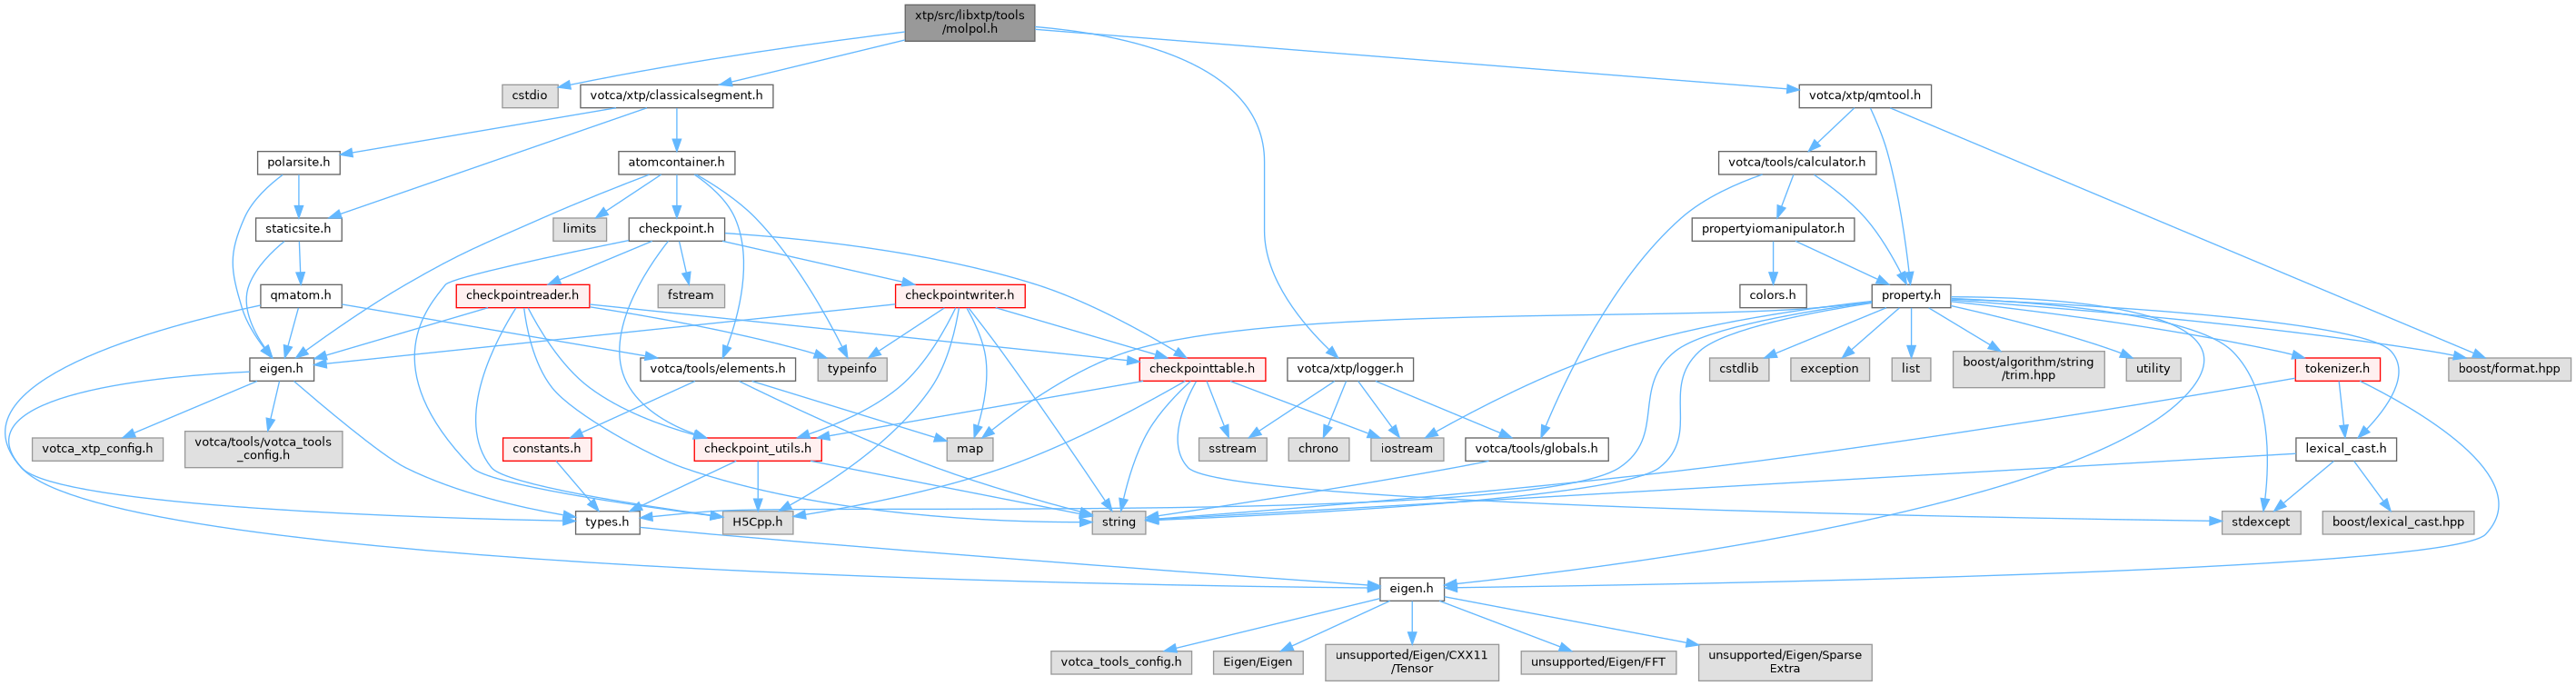 xtp/src/libxtp/tools
/molpol.h
cstdio
votca/xtp/classicalsegment.h
votca/xtp/qmtool.h
polarsite.h
atomcontainer.h
votca/tools/calculator.h
staticsite.h
limits
checkpoint.h
propertyiomanipulator.h
qmatom.h
checkpointreader.h
fstream
checkpointwriter.h
colors.h
property.h
eigen.h
votca/tools/elements.h
typeinfo
checkpointtable.h
votca/xtp/logger.h
cstdlib
exception
list
boost/algorithm/string
/trim.hpp
utility
tokenizer.h
boost/format.hpp
votca_xtp_config.h
votca/tools/votca_tools
_config.h
constants.h
checkpoint_utils.h
map
sstream
chrono
iostream
votca/tools/globals.h
lexical_cast.h
types.h
H5Cpp.h
string
stdexcept
boost/lexical_cast.hpp
eigen.h
votca_tools_config.h
Eigen/Eigen
unsupported/Eigen/CXX11
/Tensor
unsupported/Eigen/FFT
unsupported/Eigen/Sparse
Extra